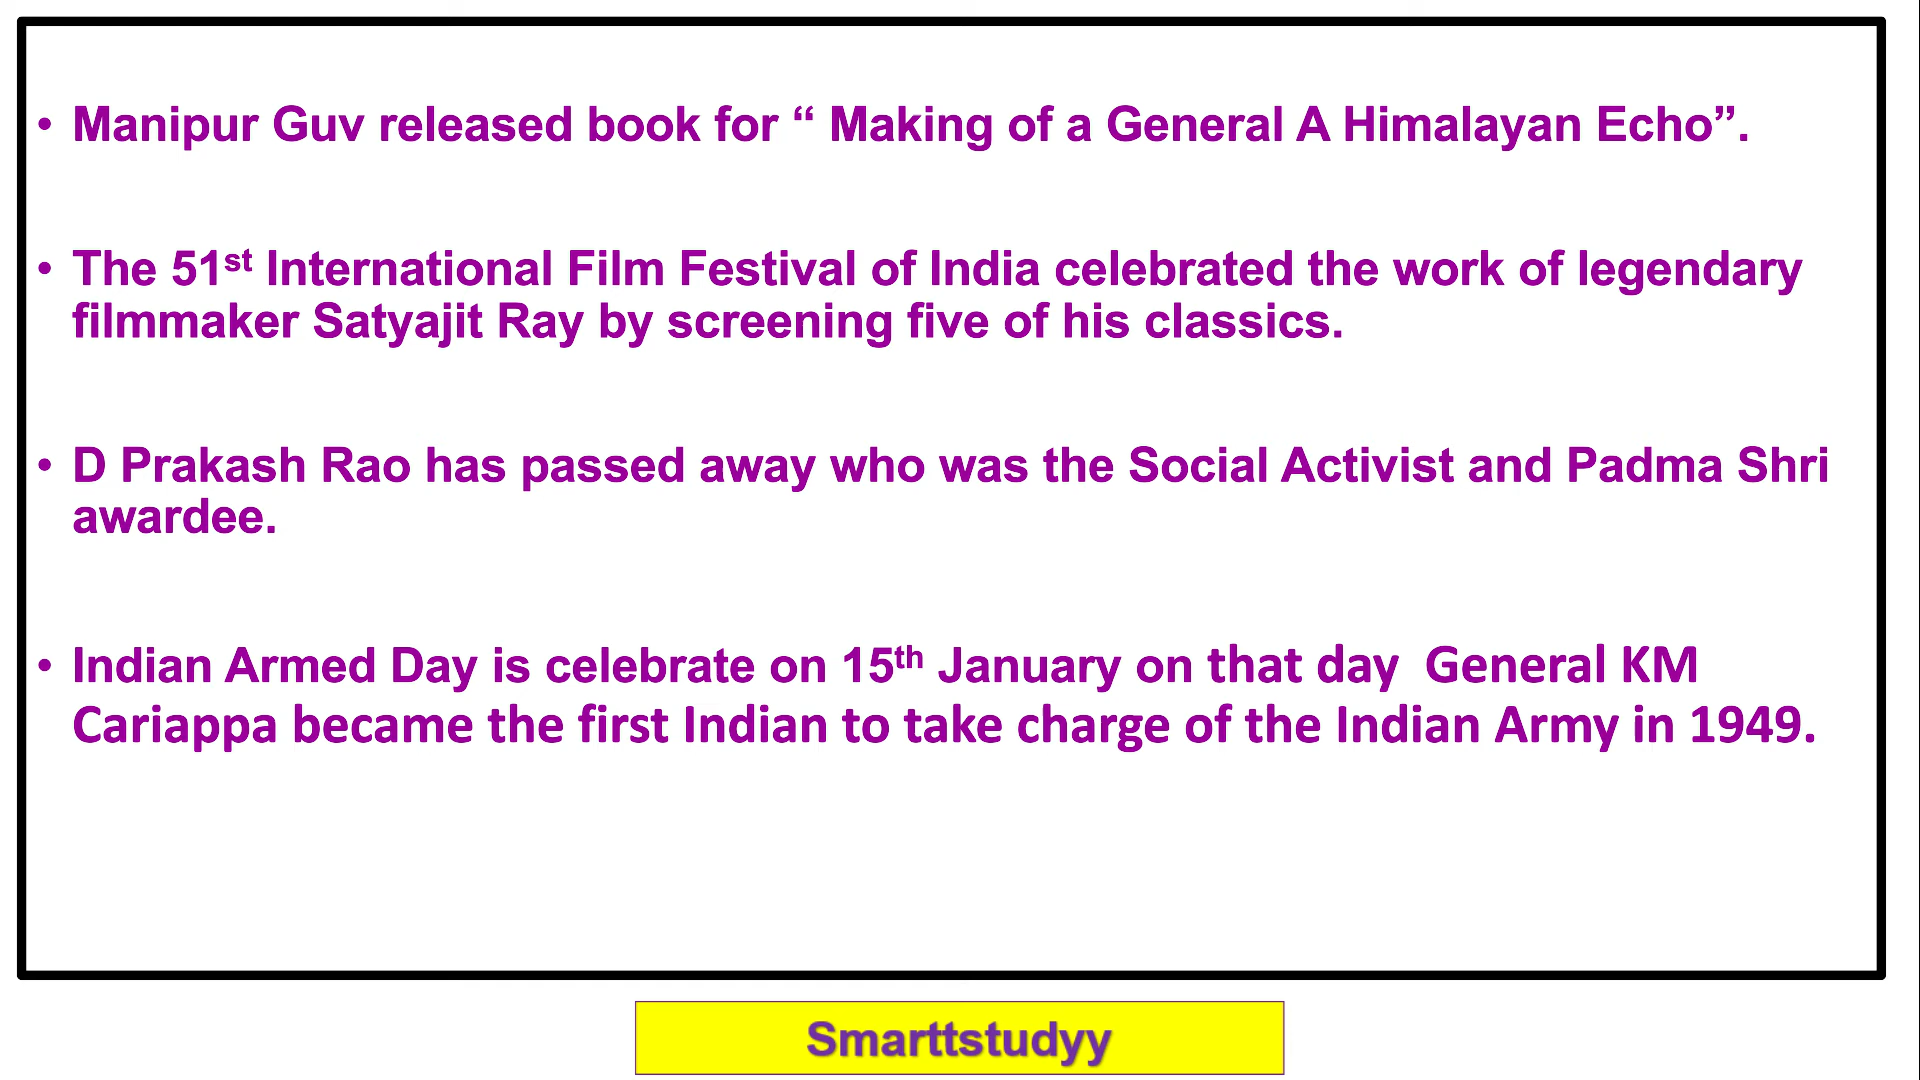 • Manipur Guv released book for “ Making of a General A Himalayan Echo”.
• The 51st International Film Festival of India celebrated the work of legendary
filmmaker Satyajit Ray by screening five of his classics.
• D Prakash Rao has passed away who was the Social Activist and Padma Shri
awardee.
• Indian Armed Day is celebrate on 15th January on that day  General KM
Cariappa became the first Indian to take charge of the Indian Army in 1949.
Smarttstudyy